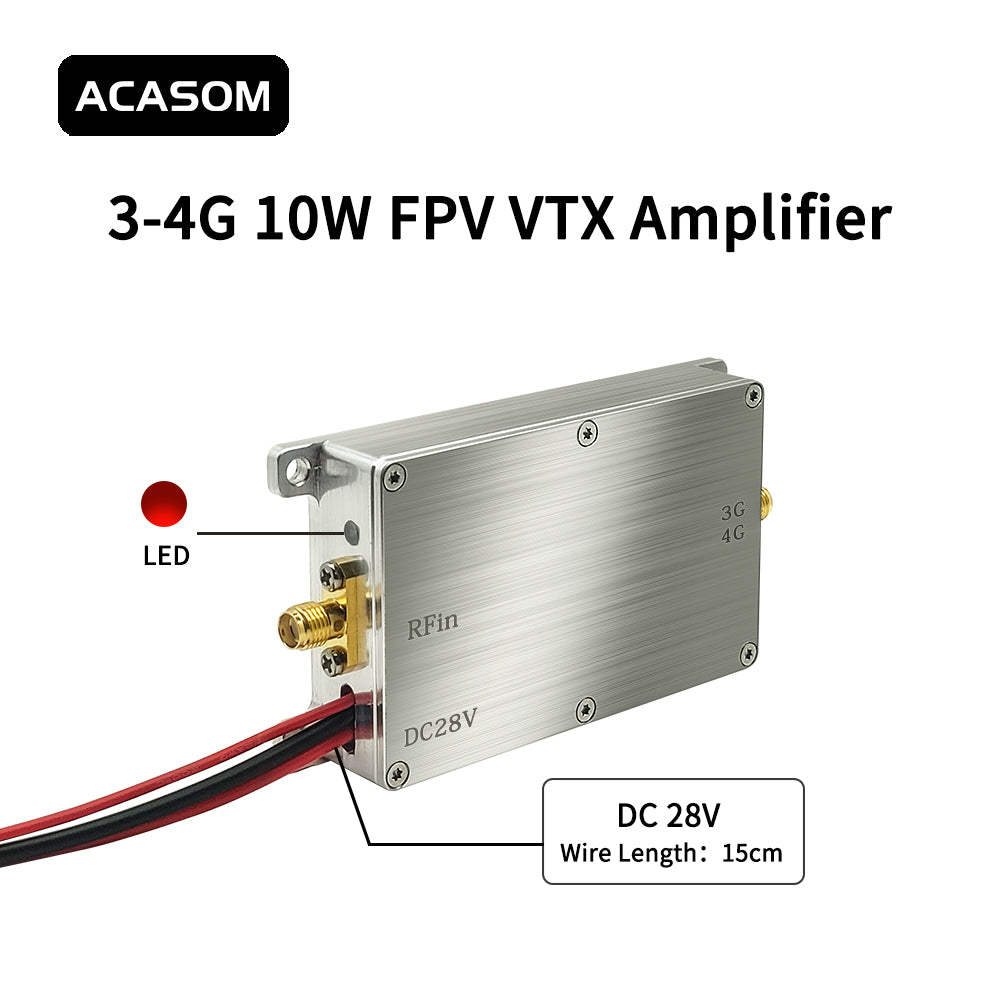 ACASOM
3-4G 10W FPV VTX Amplifier
LED
3G
4G
RFin
DC28V
DC 28V
Wire Length：15cm